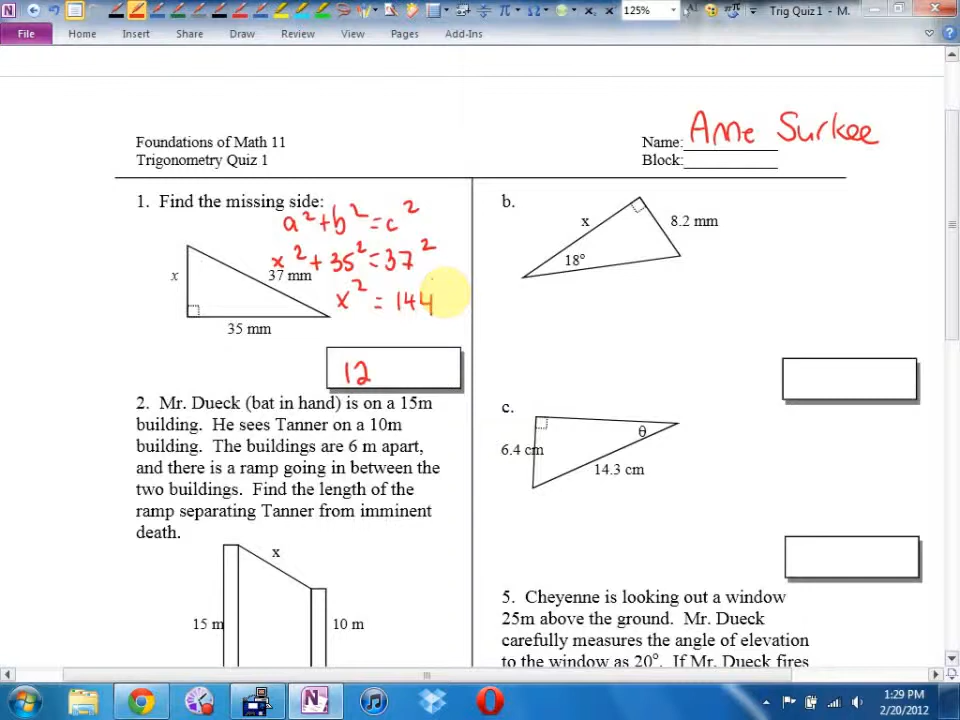 125%
Trig Quiz 1 - M.
File Home Insert Share Draw Review View Pages Add-Ins
Foundations of Math 11
Trigonometry Quiz 1
Name: Ame Surkee
Block:
1. Find the missing side:
a² + b² = c²
x² + 35² = 37²
x² = 144
x
37 mm
35 mm
12
2. Mr. Dueck (bat in hand) is on a 15m
building. He sees Tanner on a 10m
building. The buildings are 6 m apart,
and there is a ramp going in between the
two buildings. Find the length of the
ramp separating Tanner from imminent
death.
x
15 m
10 m
b.
x
8.2 mm
18°
c.
θ
6.4 cm
14.3 cm
5. Cheyenne is looking out a window
25m above the ground. Mr. Dueck
carefully measures the angle of elevation
to the window as 20°. If Mr. Dueck fires
1:29 PM
2/20/2012